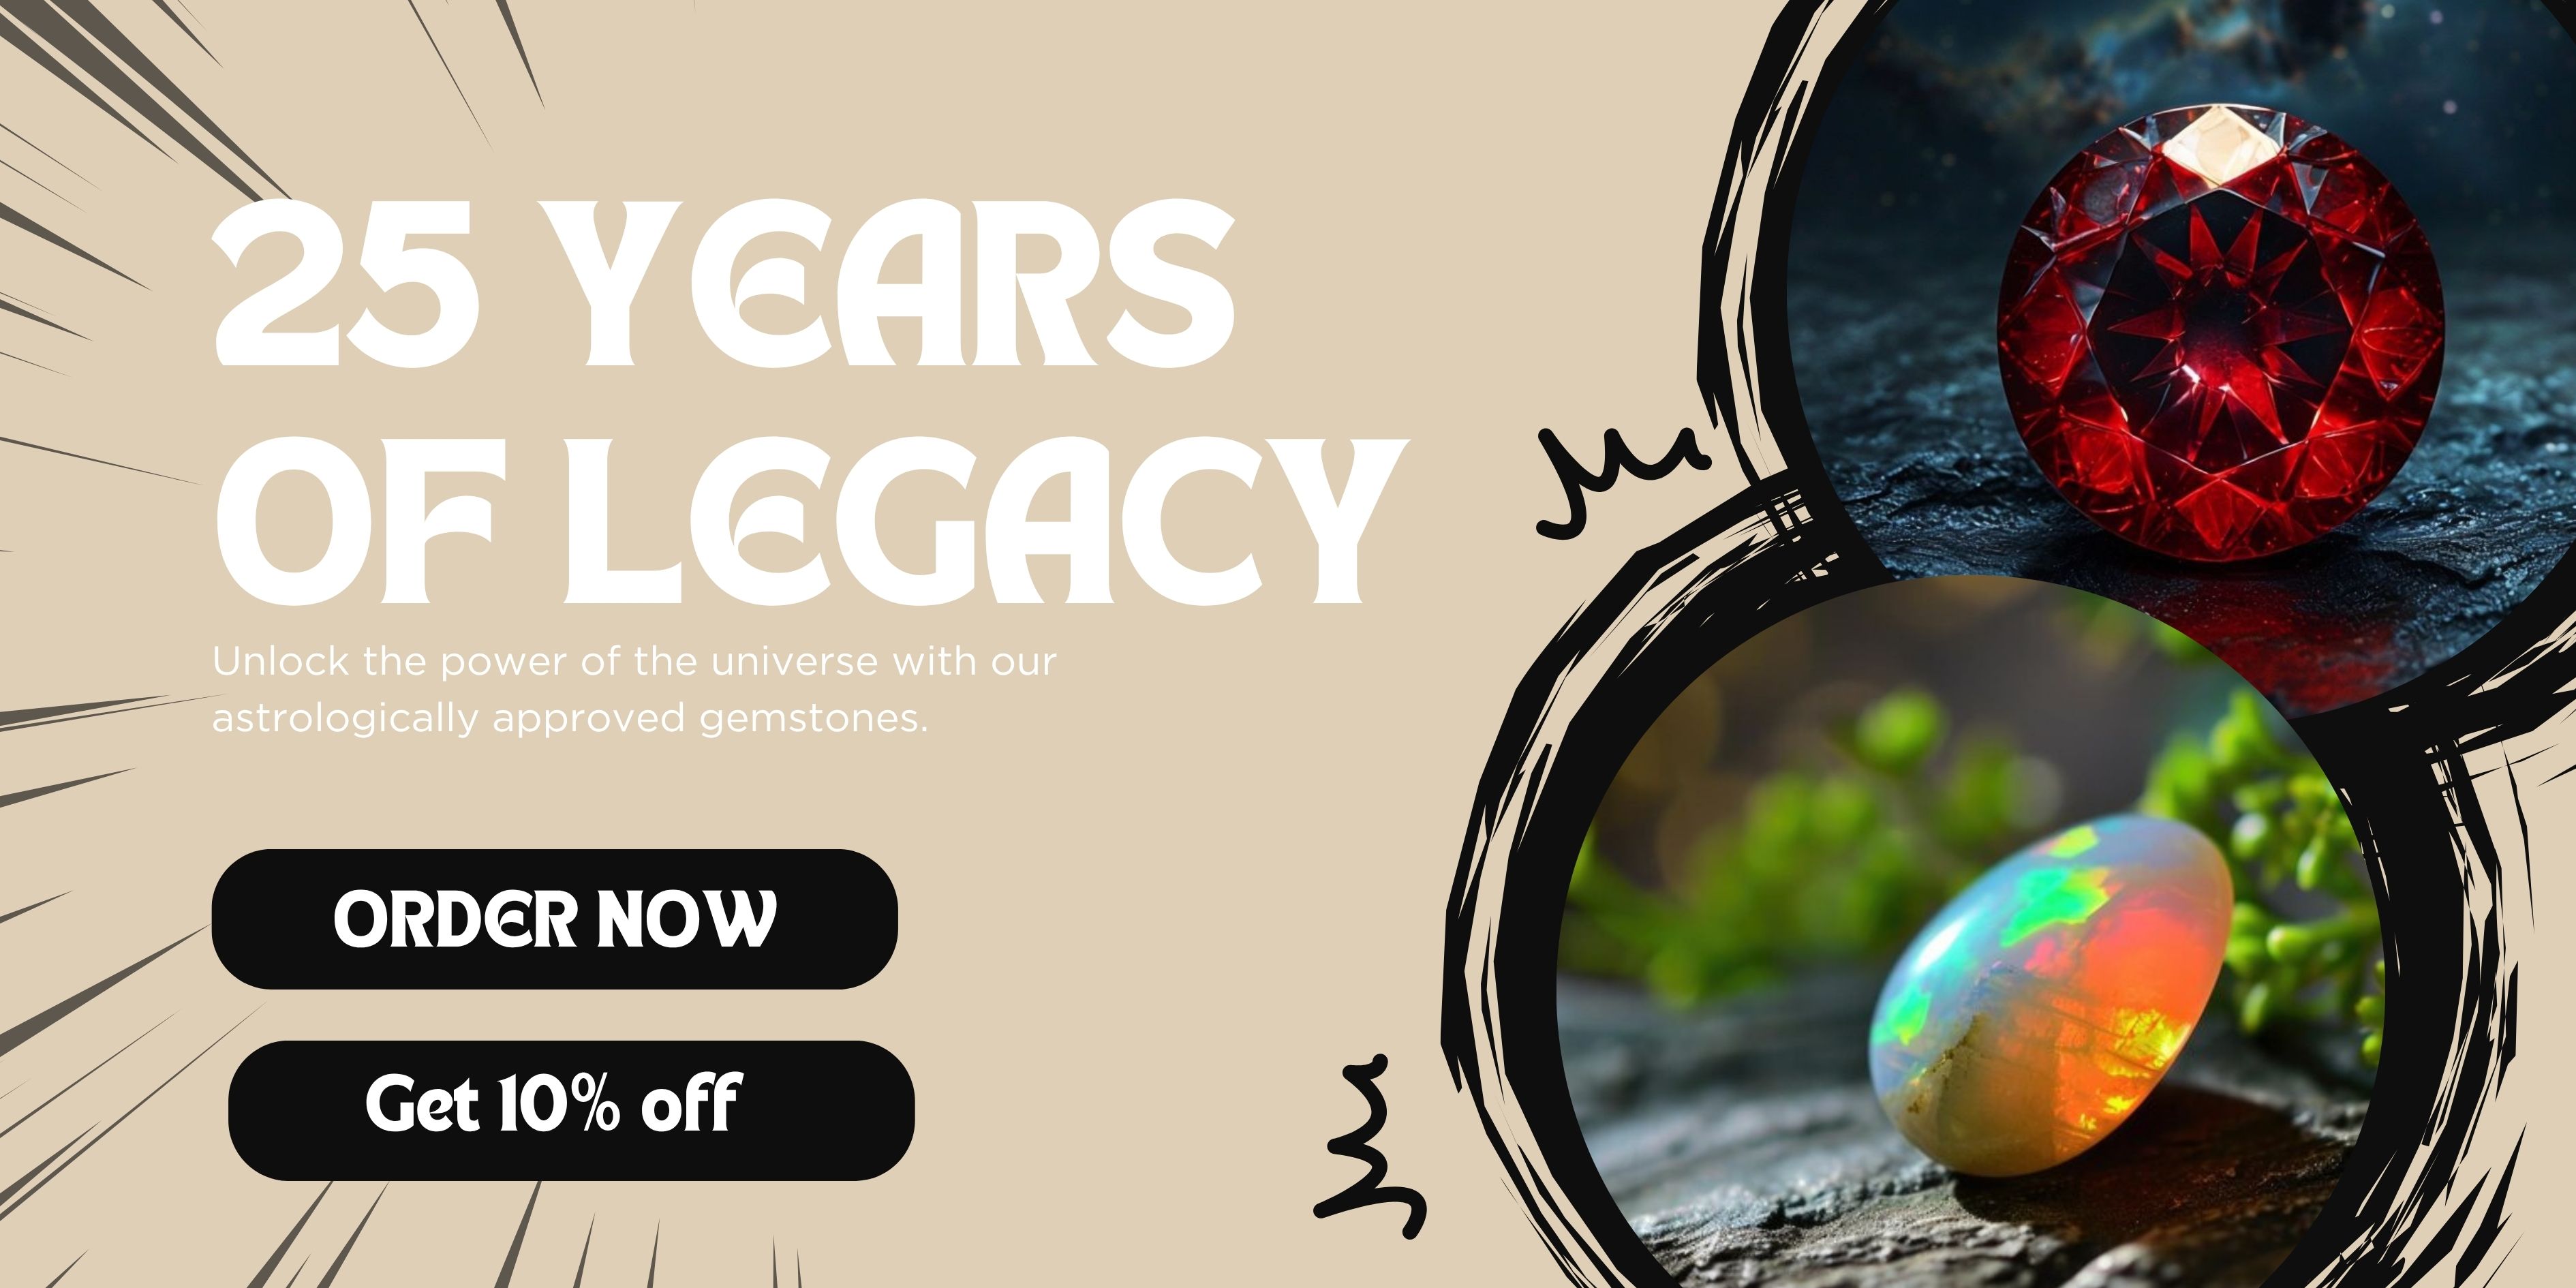 25 YEARS
OF LEGACY
Unlock the power of the universe with our
astrologically approved gemstones.
ORDER NOW
Get 10% off